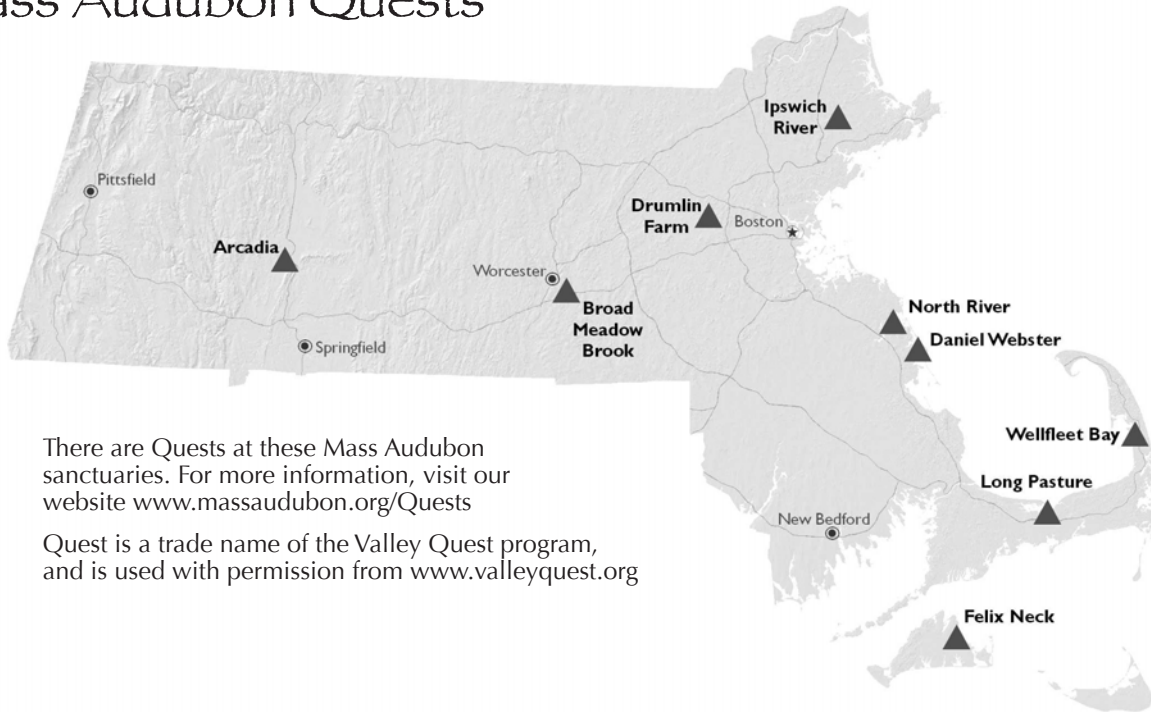 Audubon Quests
Ipswich
River
Pittsfield
Drumlin
Farm
Boston
Arcadia
Worcester
Broad
Meadow
Brook
North River
Daniel Webster
Springfield
Wellfleet Bay
Long Pasture
New Bedford
Felix Neck
There are Quests at these Mass Audubon
sanctuaries. For more information, visit our
website www.massaudubon.org/Quests
Quest is a trade name of the Valley Quest program,
and is used with permission from www.valleyquest.org